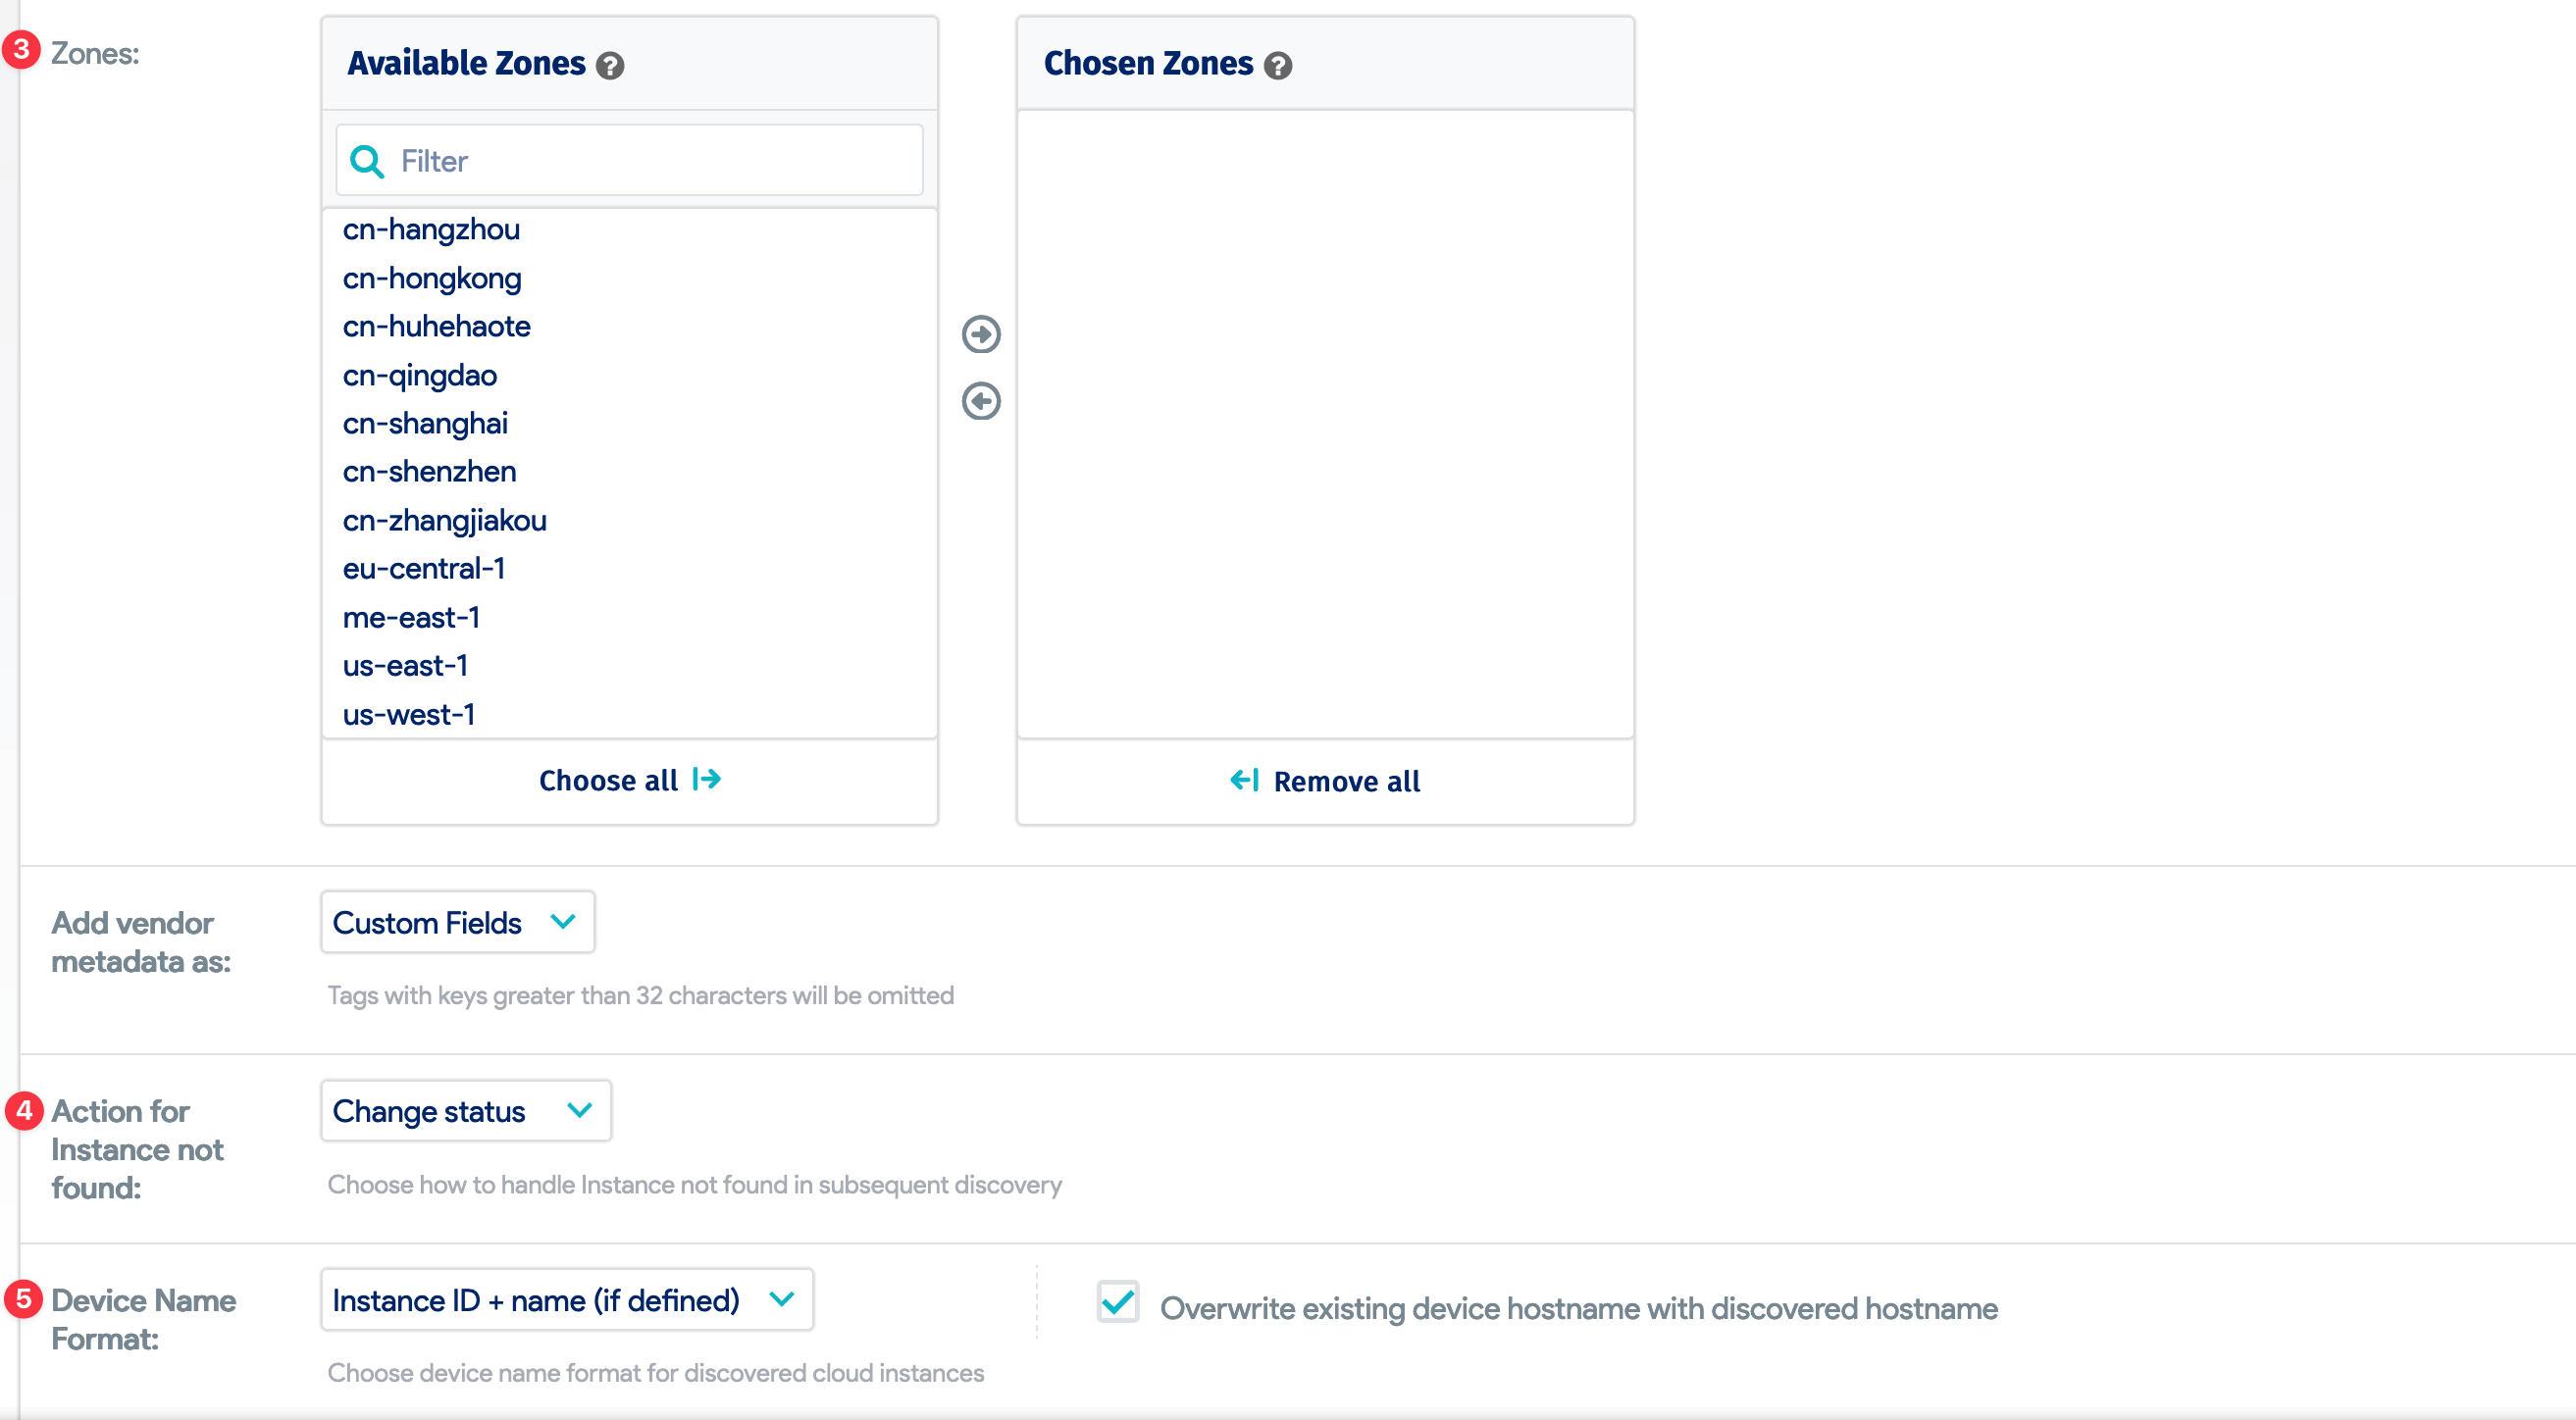 3 Zones:
Available Zones ?
Filter
cn-hangzhou
cn-hongkong
cn-huhehaote
cn-qingdao
cn-shanghai
cn-shenzhen
cn-zhangjiakou
eu-central-1
me-east-1
us-east-1
us-west-1
Choose all
Chosen Zones ?
Remove all
Add vendor
metadata as:
Custom Fields
Tags with keys greater than 32 characters will be omitted
4 Action for
Instance not
found:
Change status
Choose how to handle Instance not found in subsequent discovery
5 Device Name
Format:
Instance ID + name (if defined)
Choose device name format for discovered cloud instances
Overwrite existing device hostname with discovered hostname